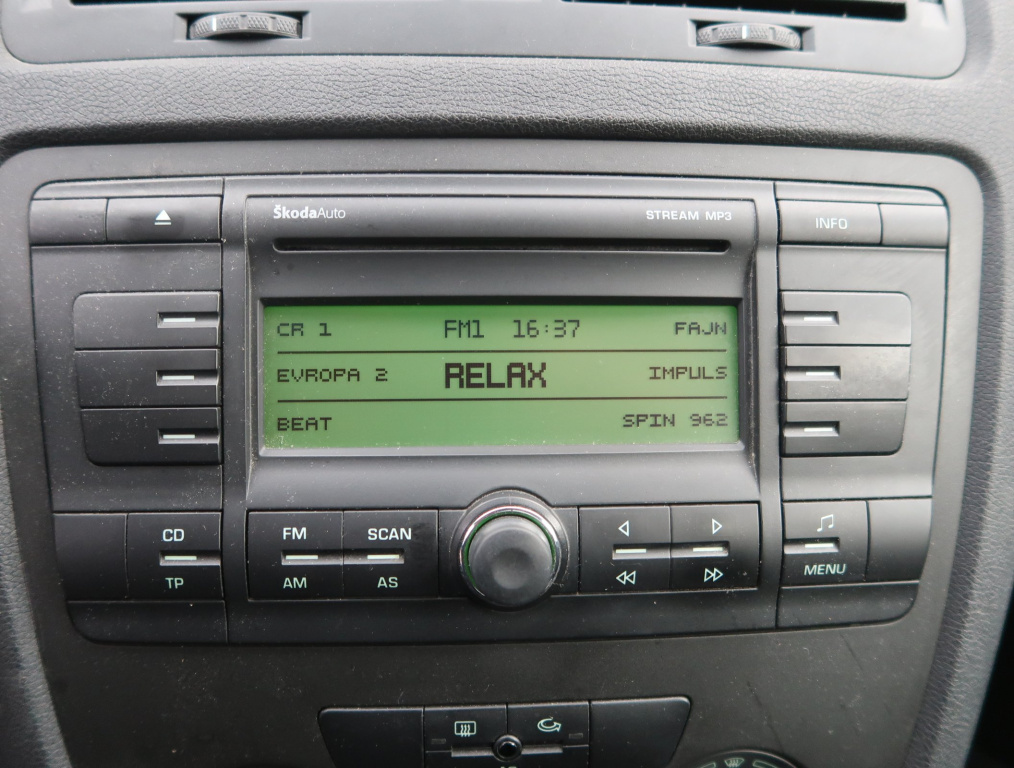 ŠkodaAuto STREAM MP3 INFO
CR 1 FM1 16:37 FAJN
EVROPA 2 RELAX IMPULS
BEAT SPIN 962
CD FM SCAN
TP AM AS MENU